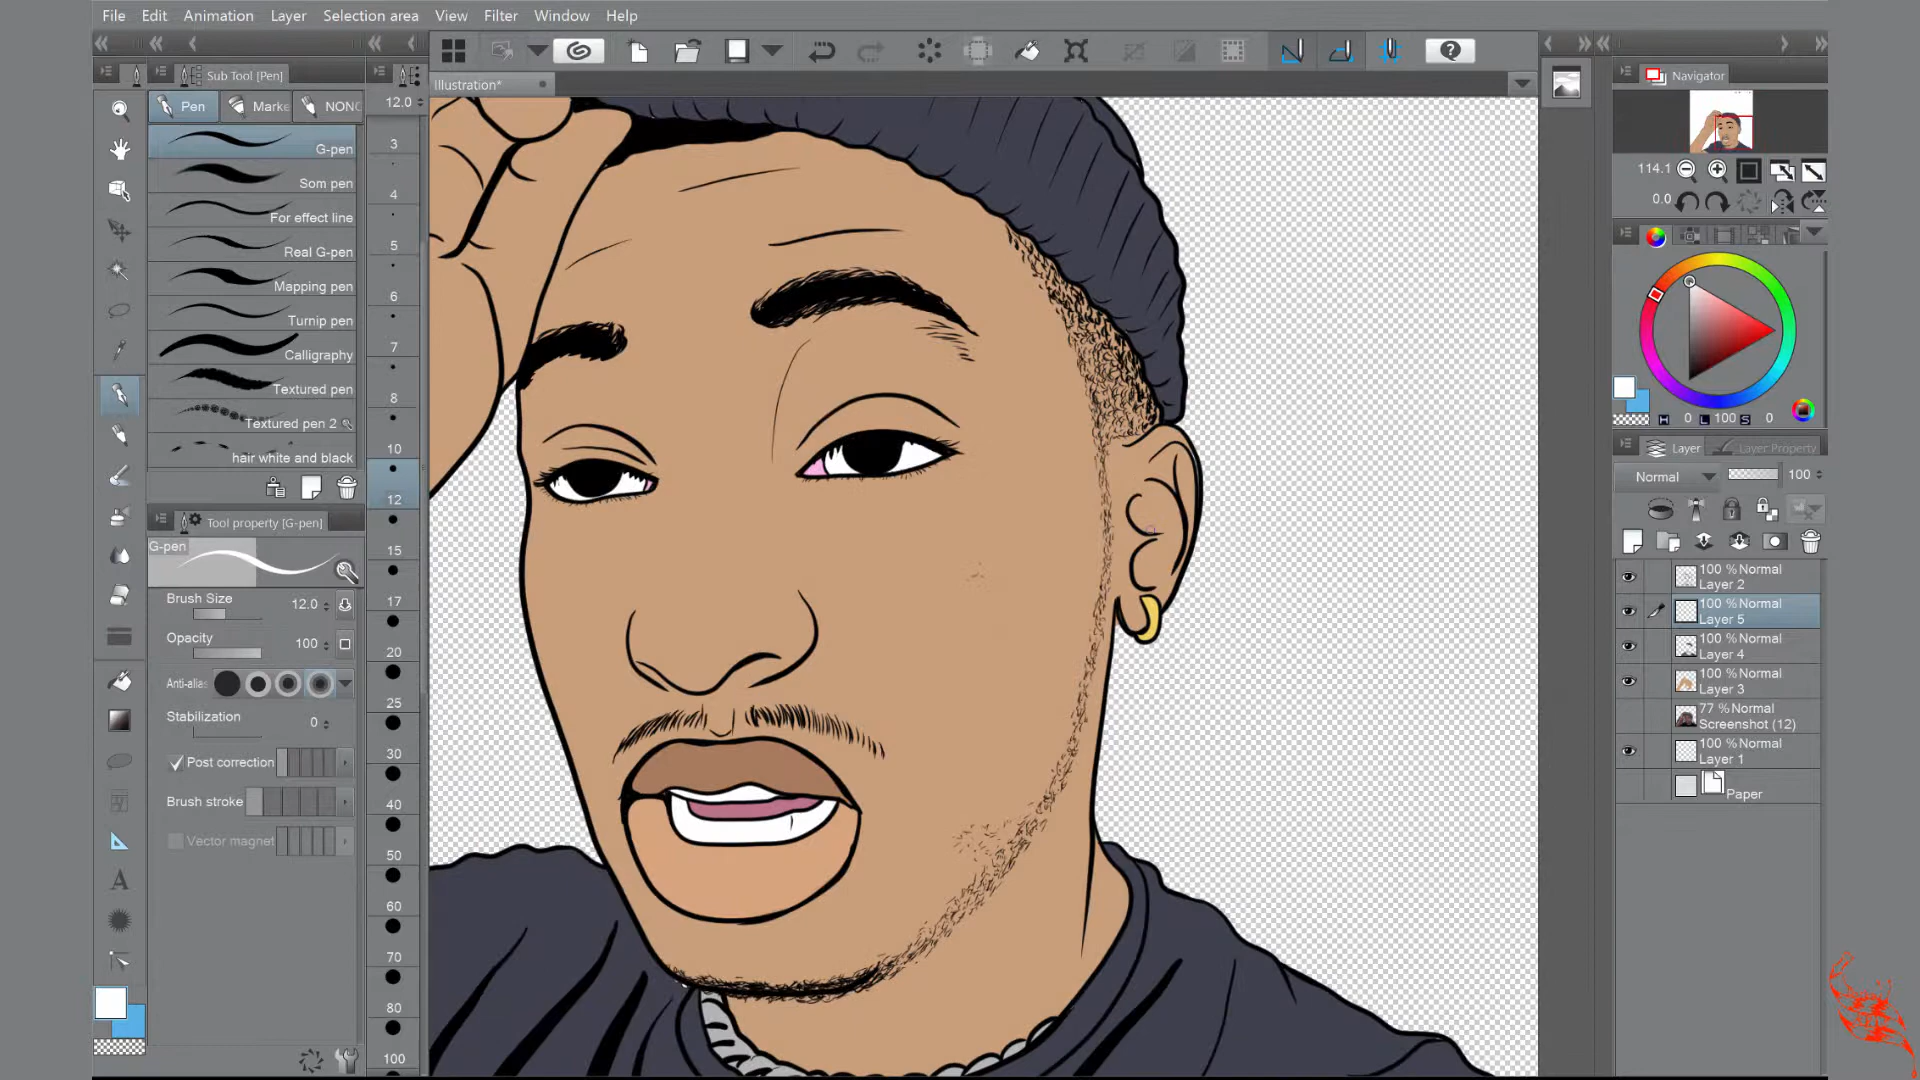 File Edit Animation Layer Selection area View Filter Window Help
Sub Tool [Pen]
Pen Marke NONC
G-pen
Som pen
For effect line
Real G-pen
Mapping pen
Turnip pen
Calligraphy
Textured pen
Textured pen 2
hair white and black
Tool property [G-pen]
G-pen
Brush Size 12.0
Opacity 100
Anti-alias
Stabilization 0
Post correction
Brush stroke
Vector magnet
A
12.0
3
4
5
6
7
8
10
12
15
17
20
25
30
40
50
60
70
80
100
Illustration*
?
Navigator
114.1
0.0
H 0 L 100 S 0
Layer Layer Property
Normal 100
100 % Normal
Layer 2
100 % Normal
Layer 5
100 % Normal
Layer 4
100 % Normal
Layer 3
77 % Normal
Screenshot (12)
100 % Normal
Layer 1
Paper